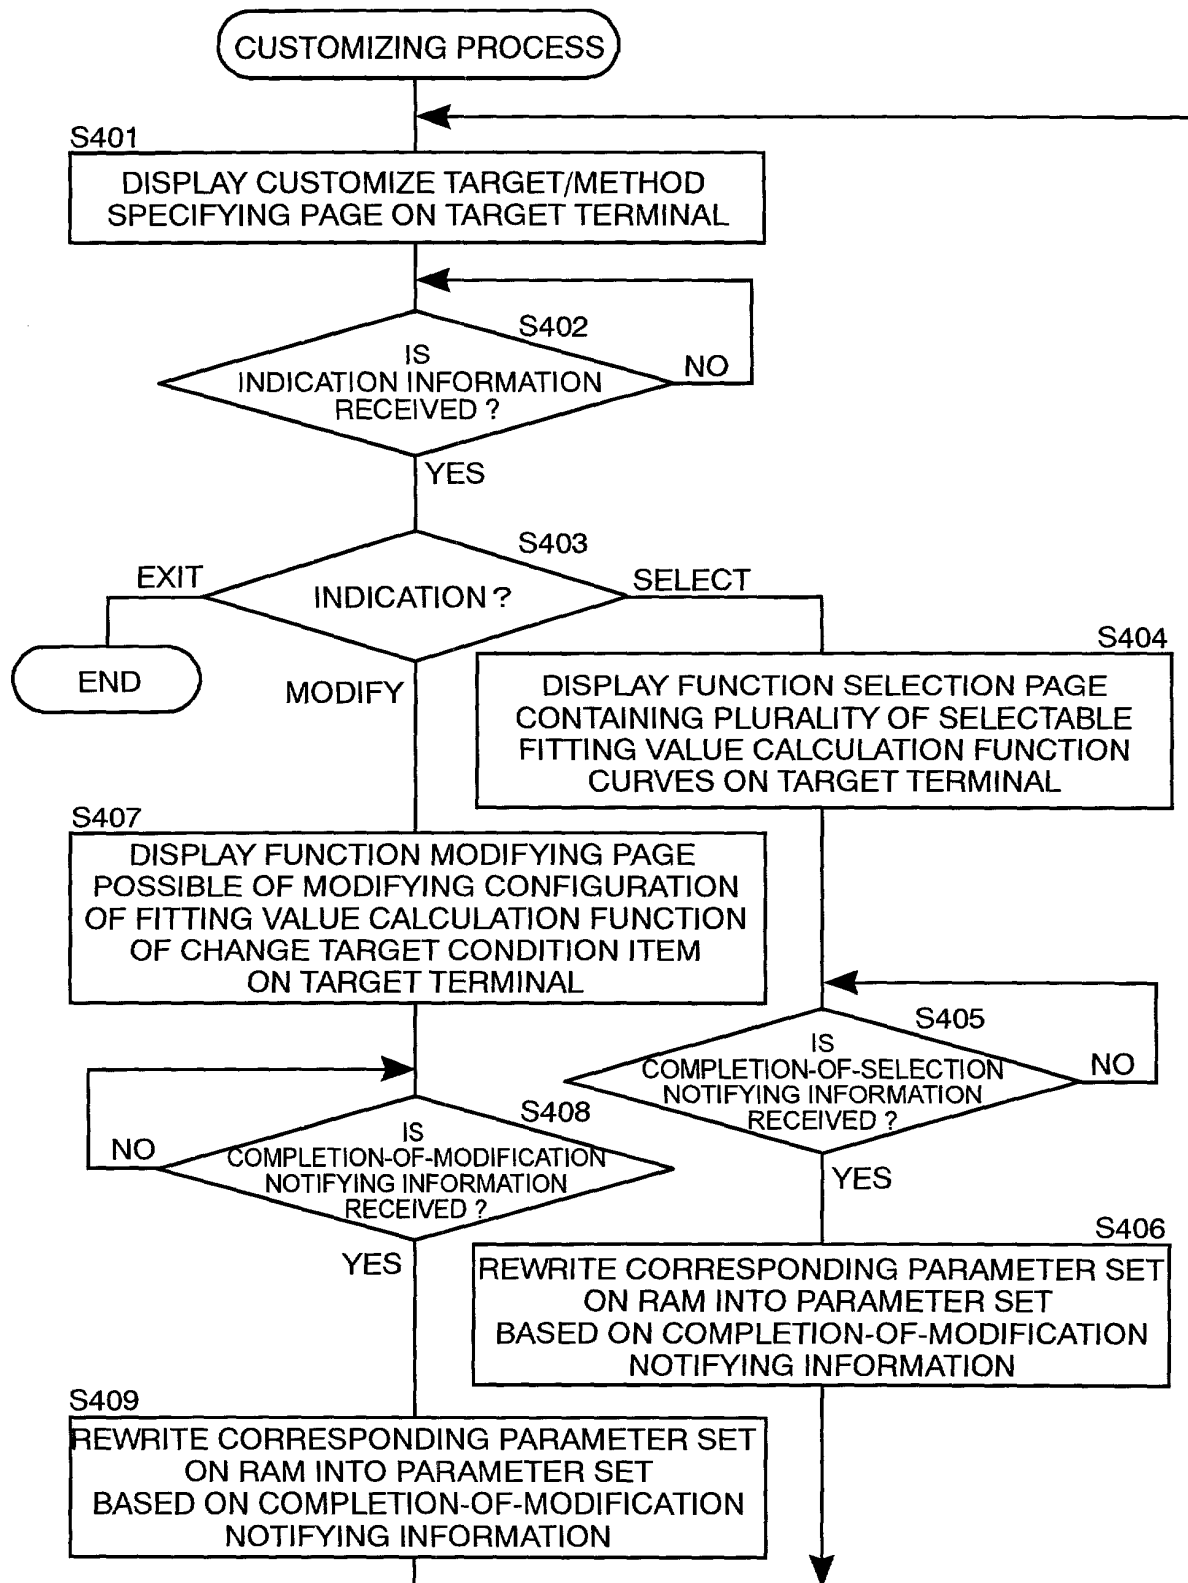 CUSTOMIZING PROCESS
S401
DISPLAY CUSTOMIZE TARGET/METHOD
SPECIFYING PAGE ON TARGET TERMINAL
S402
IS
INDICATION INFORMATION
RECEIVED ?
NO
YES
S403
INDICATION ?
EXIT
SELECT
END
MODIFY
S404
DISPLAY FUNCTION SELECTION PAGE
CONTAINING PLURALITY OF SELECTABLE
FITTING VALUE CALCULATION FUNCTION
CURVES ON TARGET TERMINAL
S407
DISPLAY FUNCTION MODIFYING PAGE
POSSIBLE OF MODIFYING CONFIGURATION
OF FITTING VALUE CALCULATION FUNCTION
OF CHANGE TARGET CONDITION ITEM
ON TARGET TERMINAL
S405
IS
COMPLETION-OF-SELECTION
NOTIFYING INFORMATION
RECEIVED ?
NO
YES
S408
IS
COMPLETION-OF-MODIFICATION
NOTIFYING INFORMATION
RECEIVED ?
NO
YES
S406
REWRITE CORRESPONDING PARAMETER SET
ON RAM INTO PARAMETER SET
BASED ON COMPLETION-OF-MODIFICATION
NOTIFYING INFORMATION
S409
REWRITE CORRESPONDING PARAMETER SET
ON RAM INTO PARAMETER SET
BASED ON COMPLETION-OF-MODIFICATION
NOTIFYING INFORMATION